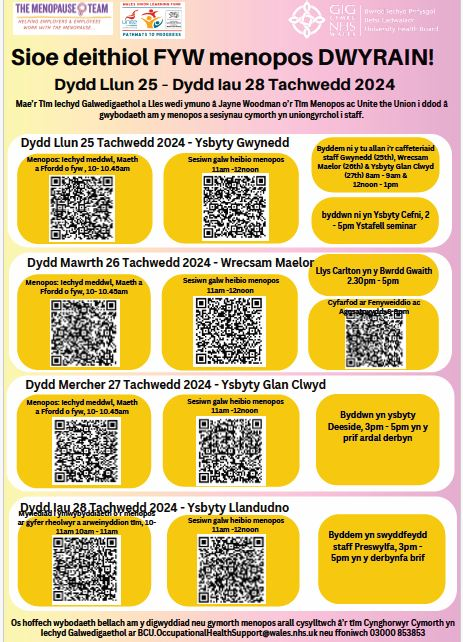 THE MENOPAUSE TEAM
HELPING EMPLOYERS & EMPLOYEES
WORK WITH THE MENOPAUSE
WALES UNION LEARNING FUND
PATHWAYS TO PROGRESS
GIG
CYMRU
NHS
WALES
Bwrdd Iechyd Prifysgol
Betsi Cadwaladr
University Health Board
Sioe deithiol FYW menopos DWYRAIN!
Dydd Llun 25 - Dydd Iau 28 Tachwedd 2024
Mae'r Tîm Iechyd Galwedigaethol a Lles wedi ymuno â Jayne Woodman o'r Tîm Menopos ac Unite the Union i ddod â
gwybodaeth am y menopos a sesiynau cymorth yn uniongyrchol i staff.
Dydd Llun 25 Tachwedd 2024 - Ysbyty Gwynedd
Menopos: Iechyd meddwl, Maeth
a Ffordd o fyw , 10- 10.45am
Sesiwn galw heibio menopos
11am -12noon
Byddem ni y tu allan i'r caffeteriaid
staff Gwynedd (25th), Wrecsam
Maelor (26th) & Ysbyty Glan Clwyd
(27th) 8am - 9am &
12noon - 1pm
byddwn ni yn Ysbyty Cefni, 2
- 5pm Ystafell seminar
Dydd Mawrth 26 Tachwedd 2024 - Wrecsam Maelor
Menopos: Iechyd meddwl, Maeth a
Ffordd o fyw, 10- 10.45am
Sesiwn galw heibio menopos
11am -12noon
Llys Carlton yn y Bwrdd Gwaith
2.30pm - 5pm
Cyfarfod ar Fenyweiddio ac
Dydd Mercher 27 Tachwedd 2024 - Ysbyty Glan Clwyd
Menopos: Iechyd meddwl, Maeth
a Ffordd o fyw, 10- 10.45am
Sesiwn galw heibio menopos
11am -12noon
Byddwn yn ysbyty
Deeside, 3pm - 5pm yn y
prif ardal derbyn
Dydd Iau 28 Tachwedd 2024 - Ysbyty Llandudno
Mynediad i ymwybyddiaeth o'r menopos
ar gyfer rheolwyr a arweinyddion tîm, 10-
11am 10am - 11am
Sesiwn galw heibio menopos
11am -12noon
Byddem yn swyddfeydd
staff Preswylfa, 3pm -
5pm yn y derbynfa brif
Os hoffech wybodaeth bellach am y digwyddiad neu gymorth menopos arall cysylltwch â'r tîm Cynghorwyr Cymorth yn
Iechyd Galwedigaethol ar BCU.OccupationalHealthSupport@wales.nhs.uk neu ffoniwch 03000 853853